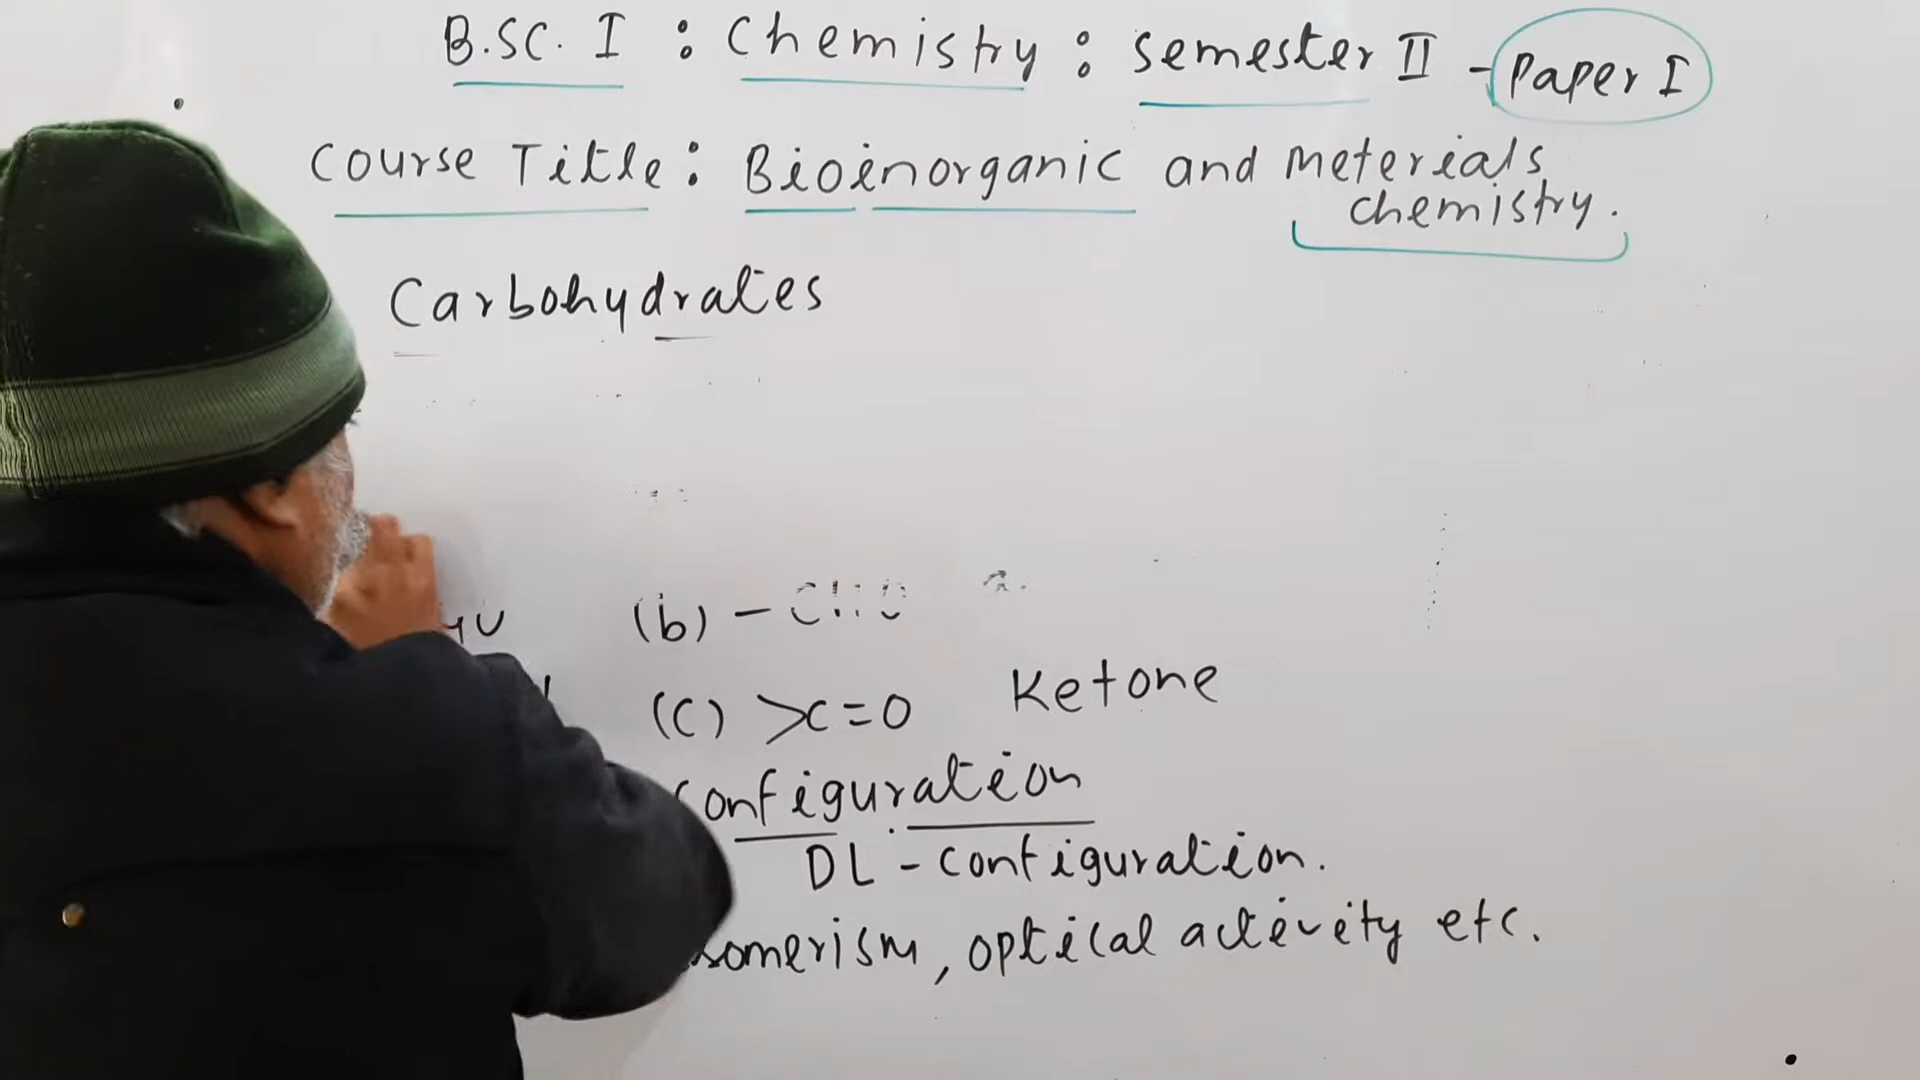 B.SC. I : Chemistry : Semester II - Paper I
Course Title : Bioinorganic and Meterials
chemistry.
Carbohydrates
(b) - CHO
(C) >C=O Ketone
configuration
DL - configuration.
somerism, optical activity etc.